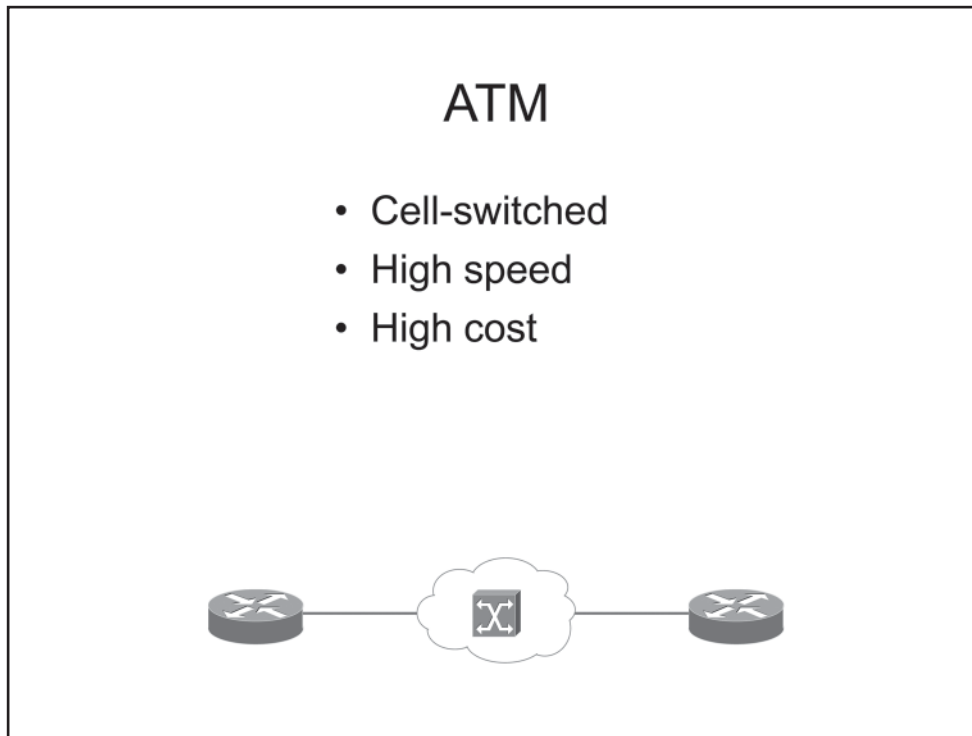 ATM
• Cell-switched
• High speed
• High cost